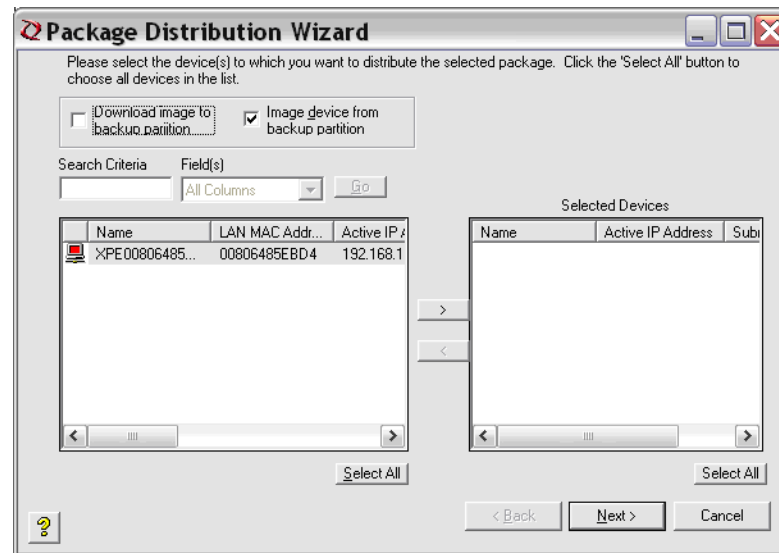 Package Distribution Wizard
Please select the device(s) to which you want to distribute the selected package. Click the 'Select All' button to
choose all devices in the list.
Download image to
backup partition
Image device from
backup partition
Search Criteria
Field(s)
All Columns
Go
Selected Devices
Name
LAN MAC Addr...
Active IP A
XPE00806485...
00806485EBD4
192.168.1
Name
Active IP Address
Subn
>
<
Select All
Select All
?
< Back
Next >
Cancel